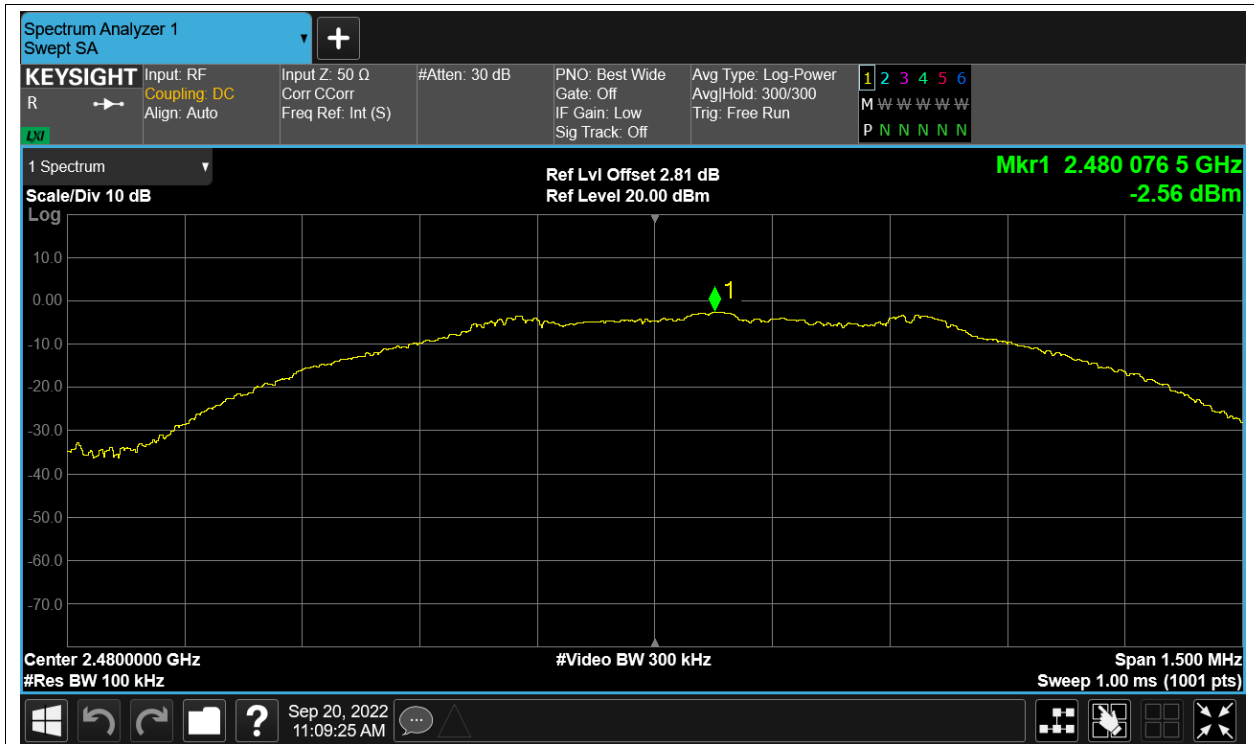 Spectrum Analyzer 1
Swept SA
+
KEYSIGHT
R
LXI
Input: RF
Coupling: DC
Align: Auto
Input Z: 50 Ω
Corr CCorr
Freq Ref: Int (S)
#Atten: 30 dB
PNO: Best Wide
Gate: Off
IF Gain: Low
Sig Track: Off
Avg Type: Log-Power
Avg|Hold: 300/300
Trig: Free Run
1 2 3 4 5 6
M W W W W W
P N N N N N
1 Spectrum
Scale/Div 10 dB
Log
Ref Lvl Offset 2.81 dB
Ref Level 20.00 dBm
Mkr1 2.480 076 5 GHz
-2.56 dBm
10.0
0.00
-10.0
-20.0
-30.0
-40.0
-50.0
-60.0
-70.0
1
Center 2.4800000 GHz
#Res BW 100 kHz
#Video BW 300 kHz
Span 1.500 MHz
Sweep 1.00 ms (1001 pts)
?
Sep 20, 2022
11:09:25 AM